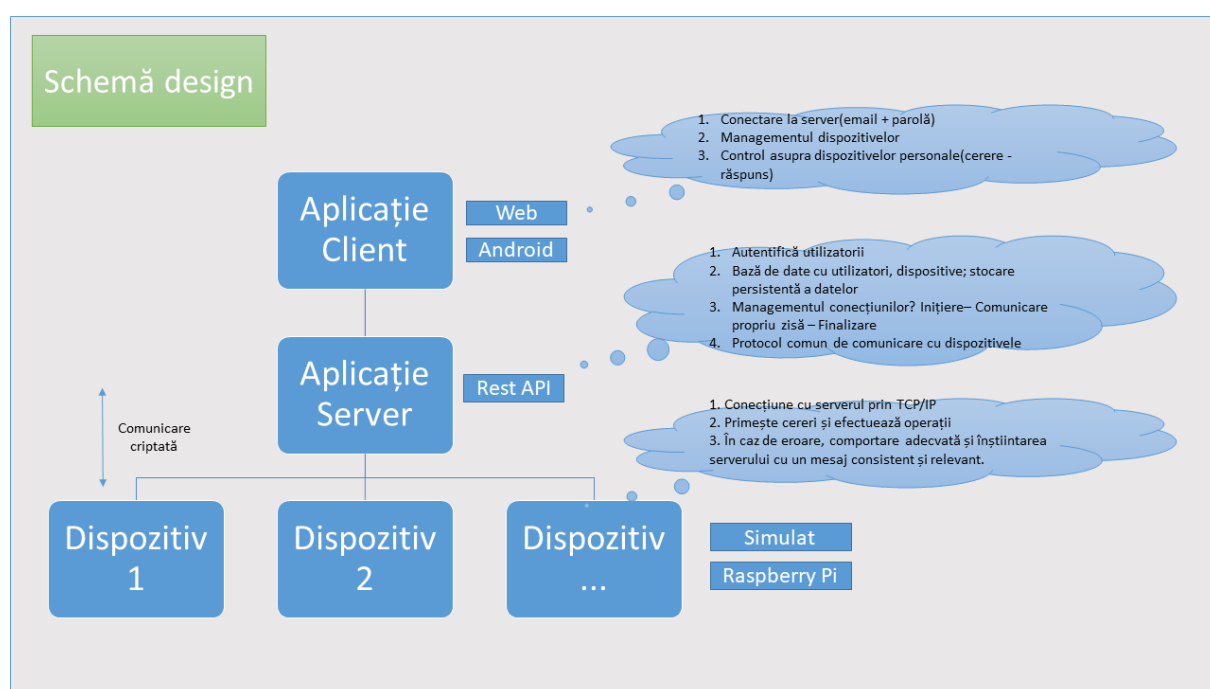 Schemă design
1. Conectare la server(email + parolă)
2. Managementul dispozitivelor
3. Control asupra dispozitivelor personale(cerere -
răspuns)
Aplicație
Client
Web
Android
1. Autentifică utilizatorii
2. Bază de date cu utilizatori, dispositive; stocare
persistentă a datelor
3. Managementul conecțiunilor? Inițiere– Comunicare
propriu zisă – Finalizare
4. Protocol comun de comunicare cu dispozitivele
Aplicație
Server
Rest API
1. Conecțiune cu serverul prin TCP/IP
2. Primește cereri și efectuează operații
3. În caz de eroare, comportare adecvată și înștiintarea
serverului cu un mesaj consistent și relevant.
Comunicare
criptată
Dispozitiv
1
Dispozitiv
2
Dispozitiv
...
Simulat
Raspberry Pi